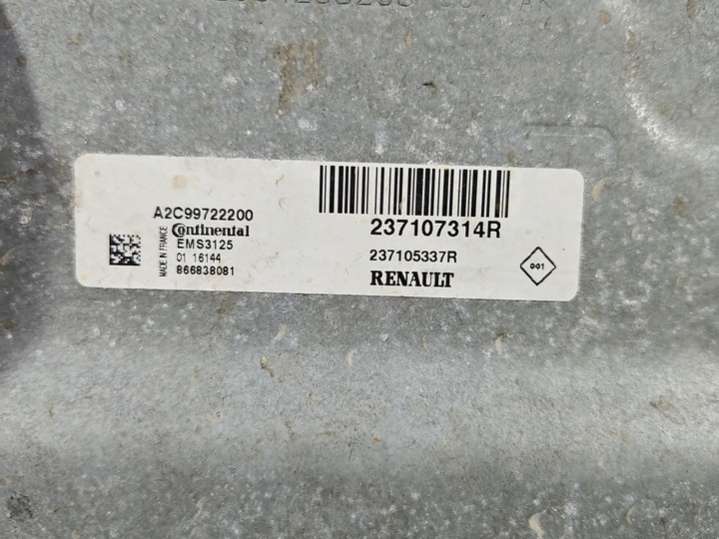 A2C99722200
Continental
EMS3125
01 16144
866838081
MADE IN FRANCE
237107314R
237105337R
RENAULT
001